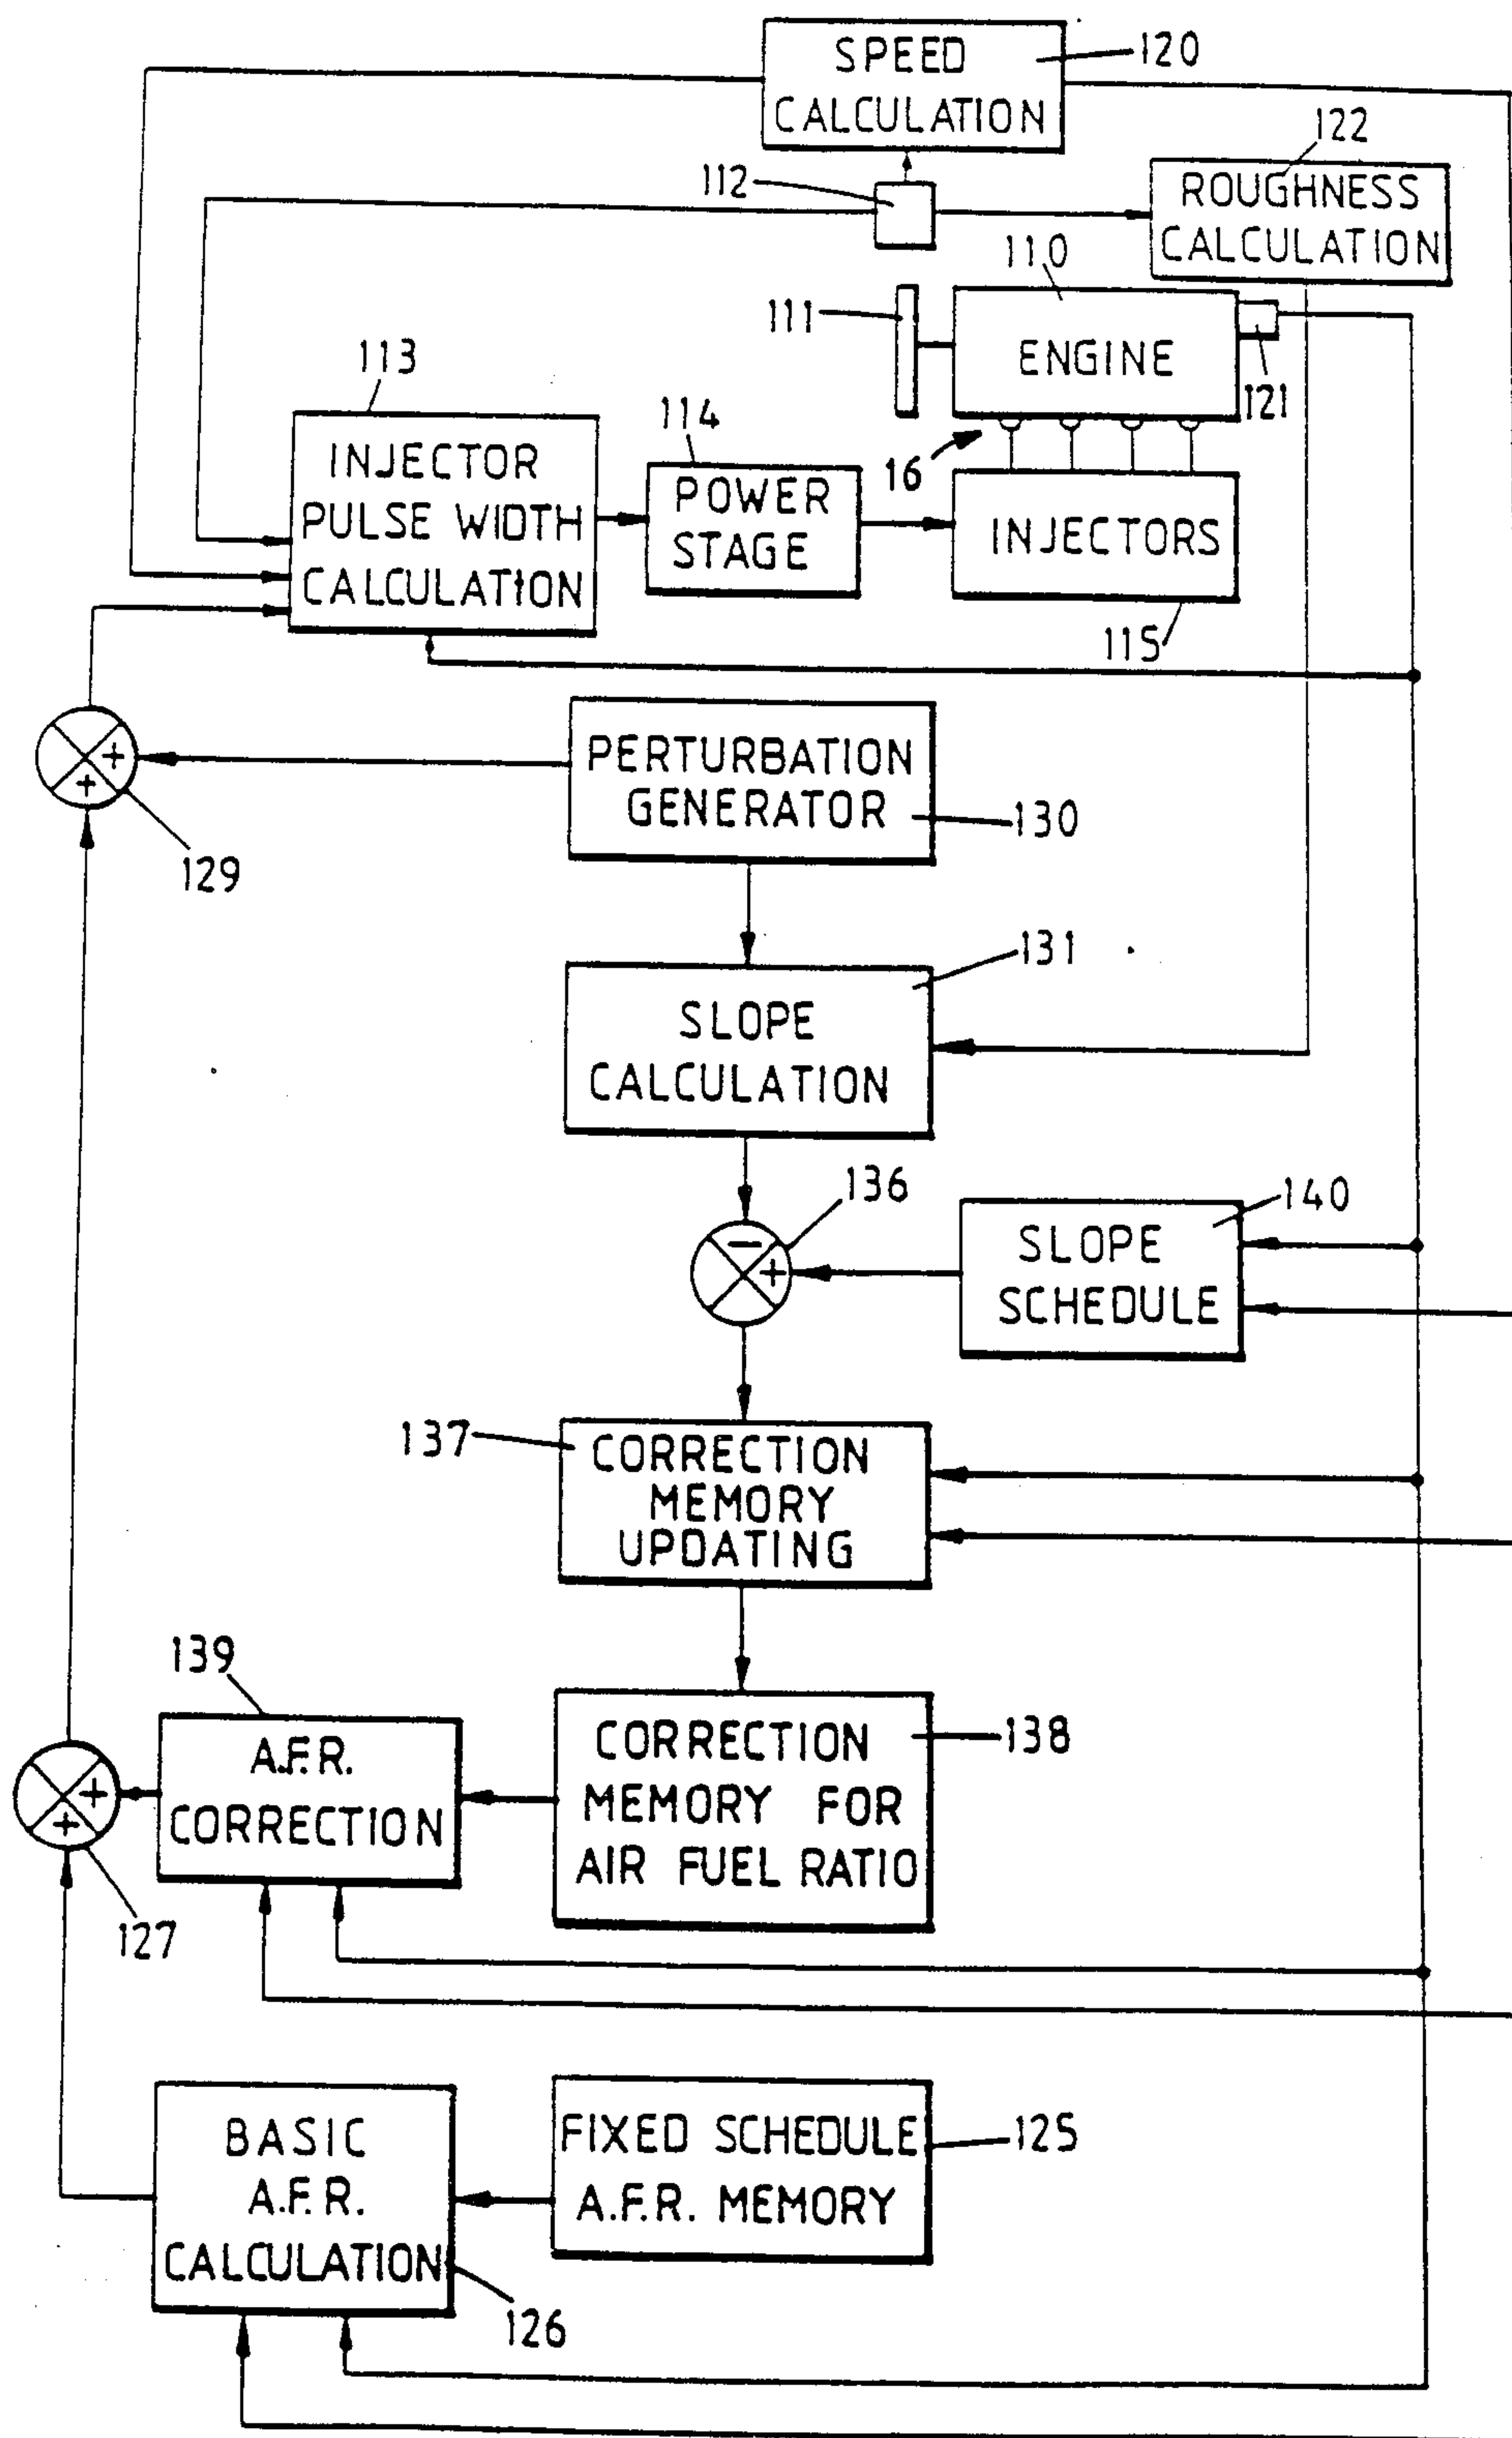 SPEED
CALCULATION
120
122
112
ROUGHNESS
CALCULATION
110
111
ENGINE
121
113
INJECTOR
PULSE WIDTH
CALCULATION
114
POWER
STAGE
16
INJECTORS
115
PERTURBATION
GENERATOR
130
+
+
129
131
SLOPE
CALCULATION
136
−
+
140
SLOPE
SCHEDULE
137
CORRECTION
MEMORY
UPDATING
139
A.F.R.
CORRECTION
+
+
127
CORRECTION
MEMORY FOR
AIR FUEL RATIO
138
BASIC
A.F.R.
CALCULATION
126
FIXED SCHEDULE
A.F.R. MEMORY
125